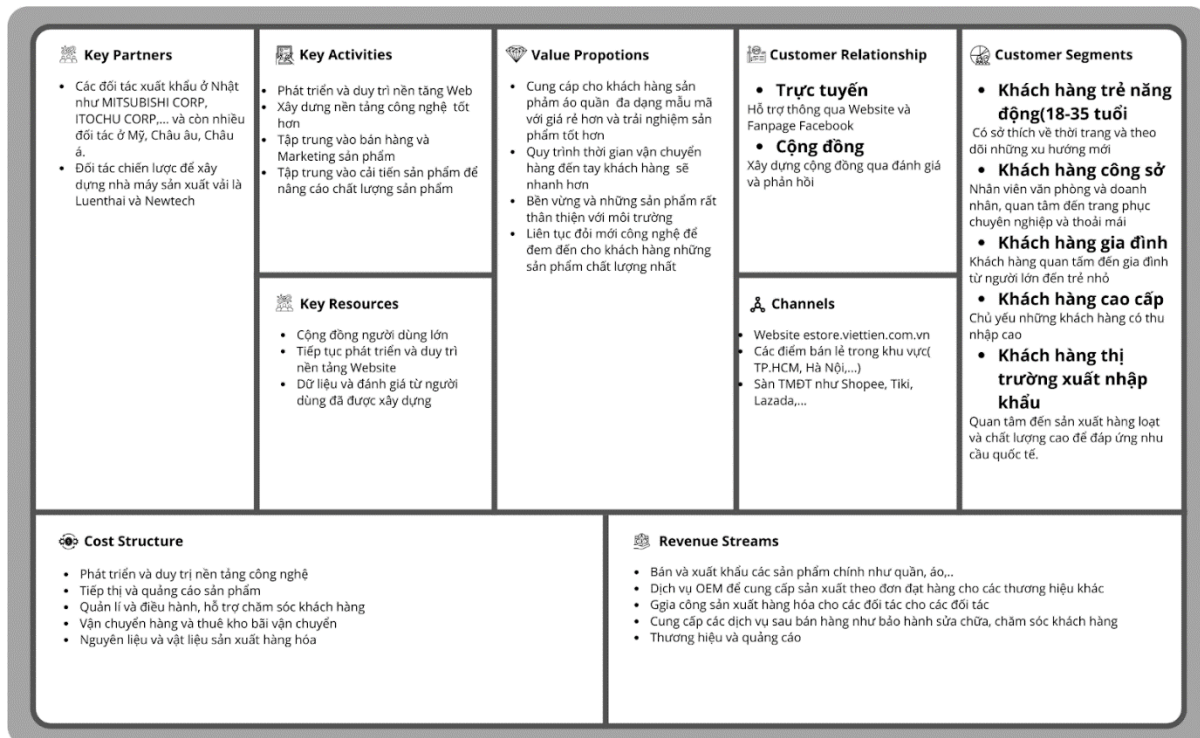 Key Partners
• Các đối tác xuất khẩu ở Nhật
như MITSUBISHI CORP,
ITOCHU CORP,... và còn nhiều
đối tác ở Mỹ, Châu âu, Châu
á.
• Đối tác chiến lược để xây
dựng nhà máy sản xuất vải là
Luenthai và Newtech
Key Activities
• Phát triển và duy trì nền tăng Web
• Xây dưng nền tảng công nghệ tốt
hơn
• Tập trung vào bán hàng và
Marketing sản phẩm
• Tập trung vào cải tiến sản phẩm để
nâng cáo chất lượng sản phẩm
Key Resources
• Cộng đồng người dùng lớn
• Tiếp tục phát triển và duy trì
nền tảng Website
• Dữ liệu và đánh giá từ người
dùng đã được xây dựng
Value Propotions
• Cung cáp cho khách hàng sản
phảm áo quần đa dạng mẫu mã
với giá rẻ hơn và trải nghiệm sản
phẩm tốt hơn
• Quy trình thời gian vận chuyển
hàng đến tay khách hàng sẽ
nhanh hơn
• Bền vừng và những sản phẩm rất
thân thiện với môi trường
• Liên tục đổi mới công nghệ để
đem đến cho khách hàng những
sản phẩm chất lượng nhất
Customer Relationship
• Trực tuyến
Hỗ trợ thông qua Website và
Fanpage Facebook
• Cộng đồng
Xây dựng cộng đồng qua đánh giá
và phản hồi
Channels
• Website estore.viettien.com.vn
• Các điểm bán lẻ trong khu vực(
TP.HCM, Hà Nội,...)
• Sàn TMĐT như Shopee, Tiki,
Lazada,...
Customer Segments
• Khách hàng trẻ năng
động(18-35 tuổi
Có sở thích về thời trang và theo
dõi những xu hướng mới
• Khách hàng công sở
Nhân viên văn phòng và doanh
nhân, quan tâm đến trang phục
chuyên nghiệp và thoải mái
• Khách hàng gia đình
Khách hàng quan tấm đến gia đình
từ người lớn đến trẻ nhỏ
• Khách hàng cao cấp
Chủ yếu những khách hàng có thu
nhập cao
• Khách hàng thị
trường xuất nhập
khẩu
Quan tâm đến sản xuất hàng loạt
và chất lượng cao để đáp ứng nhu
cầu quốc tế.
Cost Structure
• Phát triển và duy trị nền tảng công nghệ
• Tiếp thị và quảng cáo sản phẩm
• Quản lí và điều hành, hỗ trợ chăm sóc khách hàng
• Vận chuyển hàng và thuê kho bãi vận chuyển
• Nguyên liệu và vật liệu sản xuất hàng hóa
Revenue Streams
• Bán và xuất khẩu các sản phẩm chính như quần, áo,..
• Dịch vụ OEM để cung cấp sản xuất theo đơn đạt hàng cho các thương hiệu khác
• Ggia công sản xuất hàng hóa cho các đối tác cho các đối tác
• Cung cấp các dịch vụ sau bán hàng như bảo hành sửa chữa, chăm sóc khách hàng
• Thương hiệu và quảng cáo